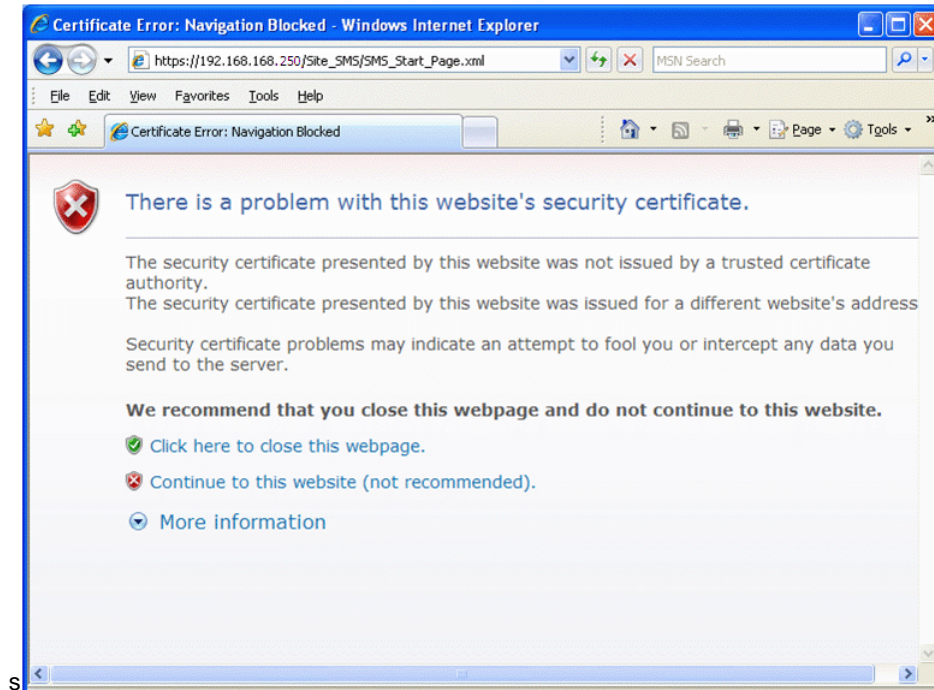 Certificate Error: Navigation Blocked - Windows Internet Explorer
https://192.168.168.250/Site_SMS/SMS_Start_Page.xml
MSN Search
File Edit View Favorites Tools Help
Certificate Error: Navigation Blocked
Page
Tools
There is a problem with this website's security certificate.
The security certificate presented by this website was not issued by a trusted certificate
authority.
The security certificate presented by this website was issued for a different website's address
Security certificate problems may indicate an attempt to fool you or intercept any data you
send to the server.
We recommend that you close this webpage and do not continue to this website.
Click here to close this webpage.
Continue to this website (not recommended).
More information
s